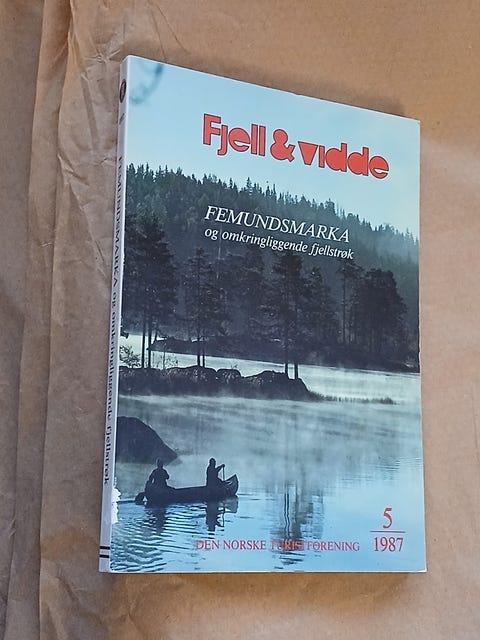 Fjell & vidde
FEMUNDSMARKA
og omkringliggende fjellstrøk
5
1987
DEN NORSKE TURISTFORENING
FEMUNDSMARKA og omkringliggende fjellstrøk